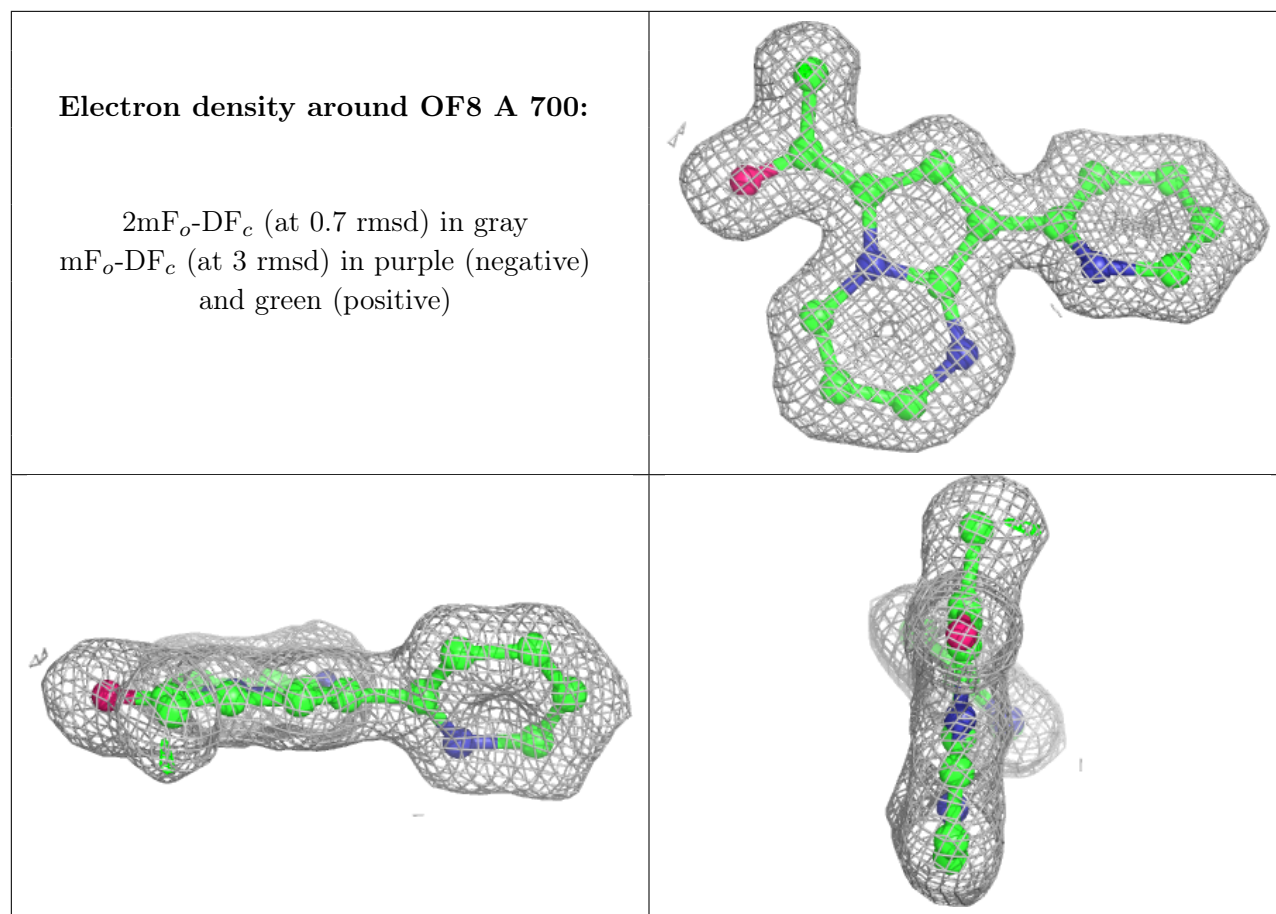 Electron density around OF8 A 700:
2mFo-DFc (at 0.7 rmsd) in gray
mFo-DFc (at 3 rmsd) in purple (negative)
and green (positive)